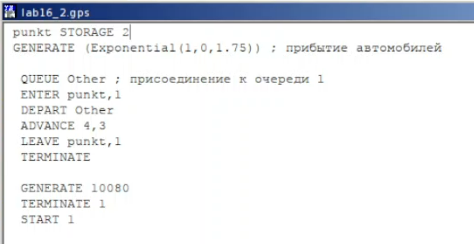 lab16_2.gps
punkt STORAGE 2
GENERATE (Exponential(1,0,1.75)) ; прибытие автомобилей
QUEUE Other ; присоединение к очереди 1
ENTER punkt,1
DEPART Other
ADVANCE 4,3
LEAVE punkt,1
TERMINATE
GENERATE 10080
TERMINATE 1
START 1